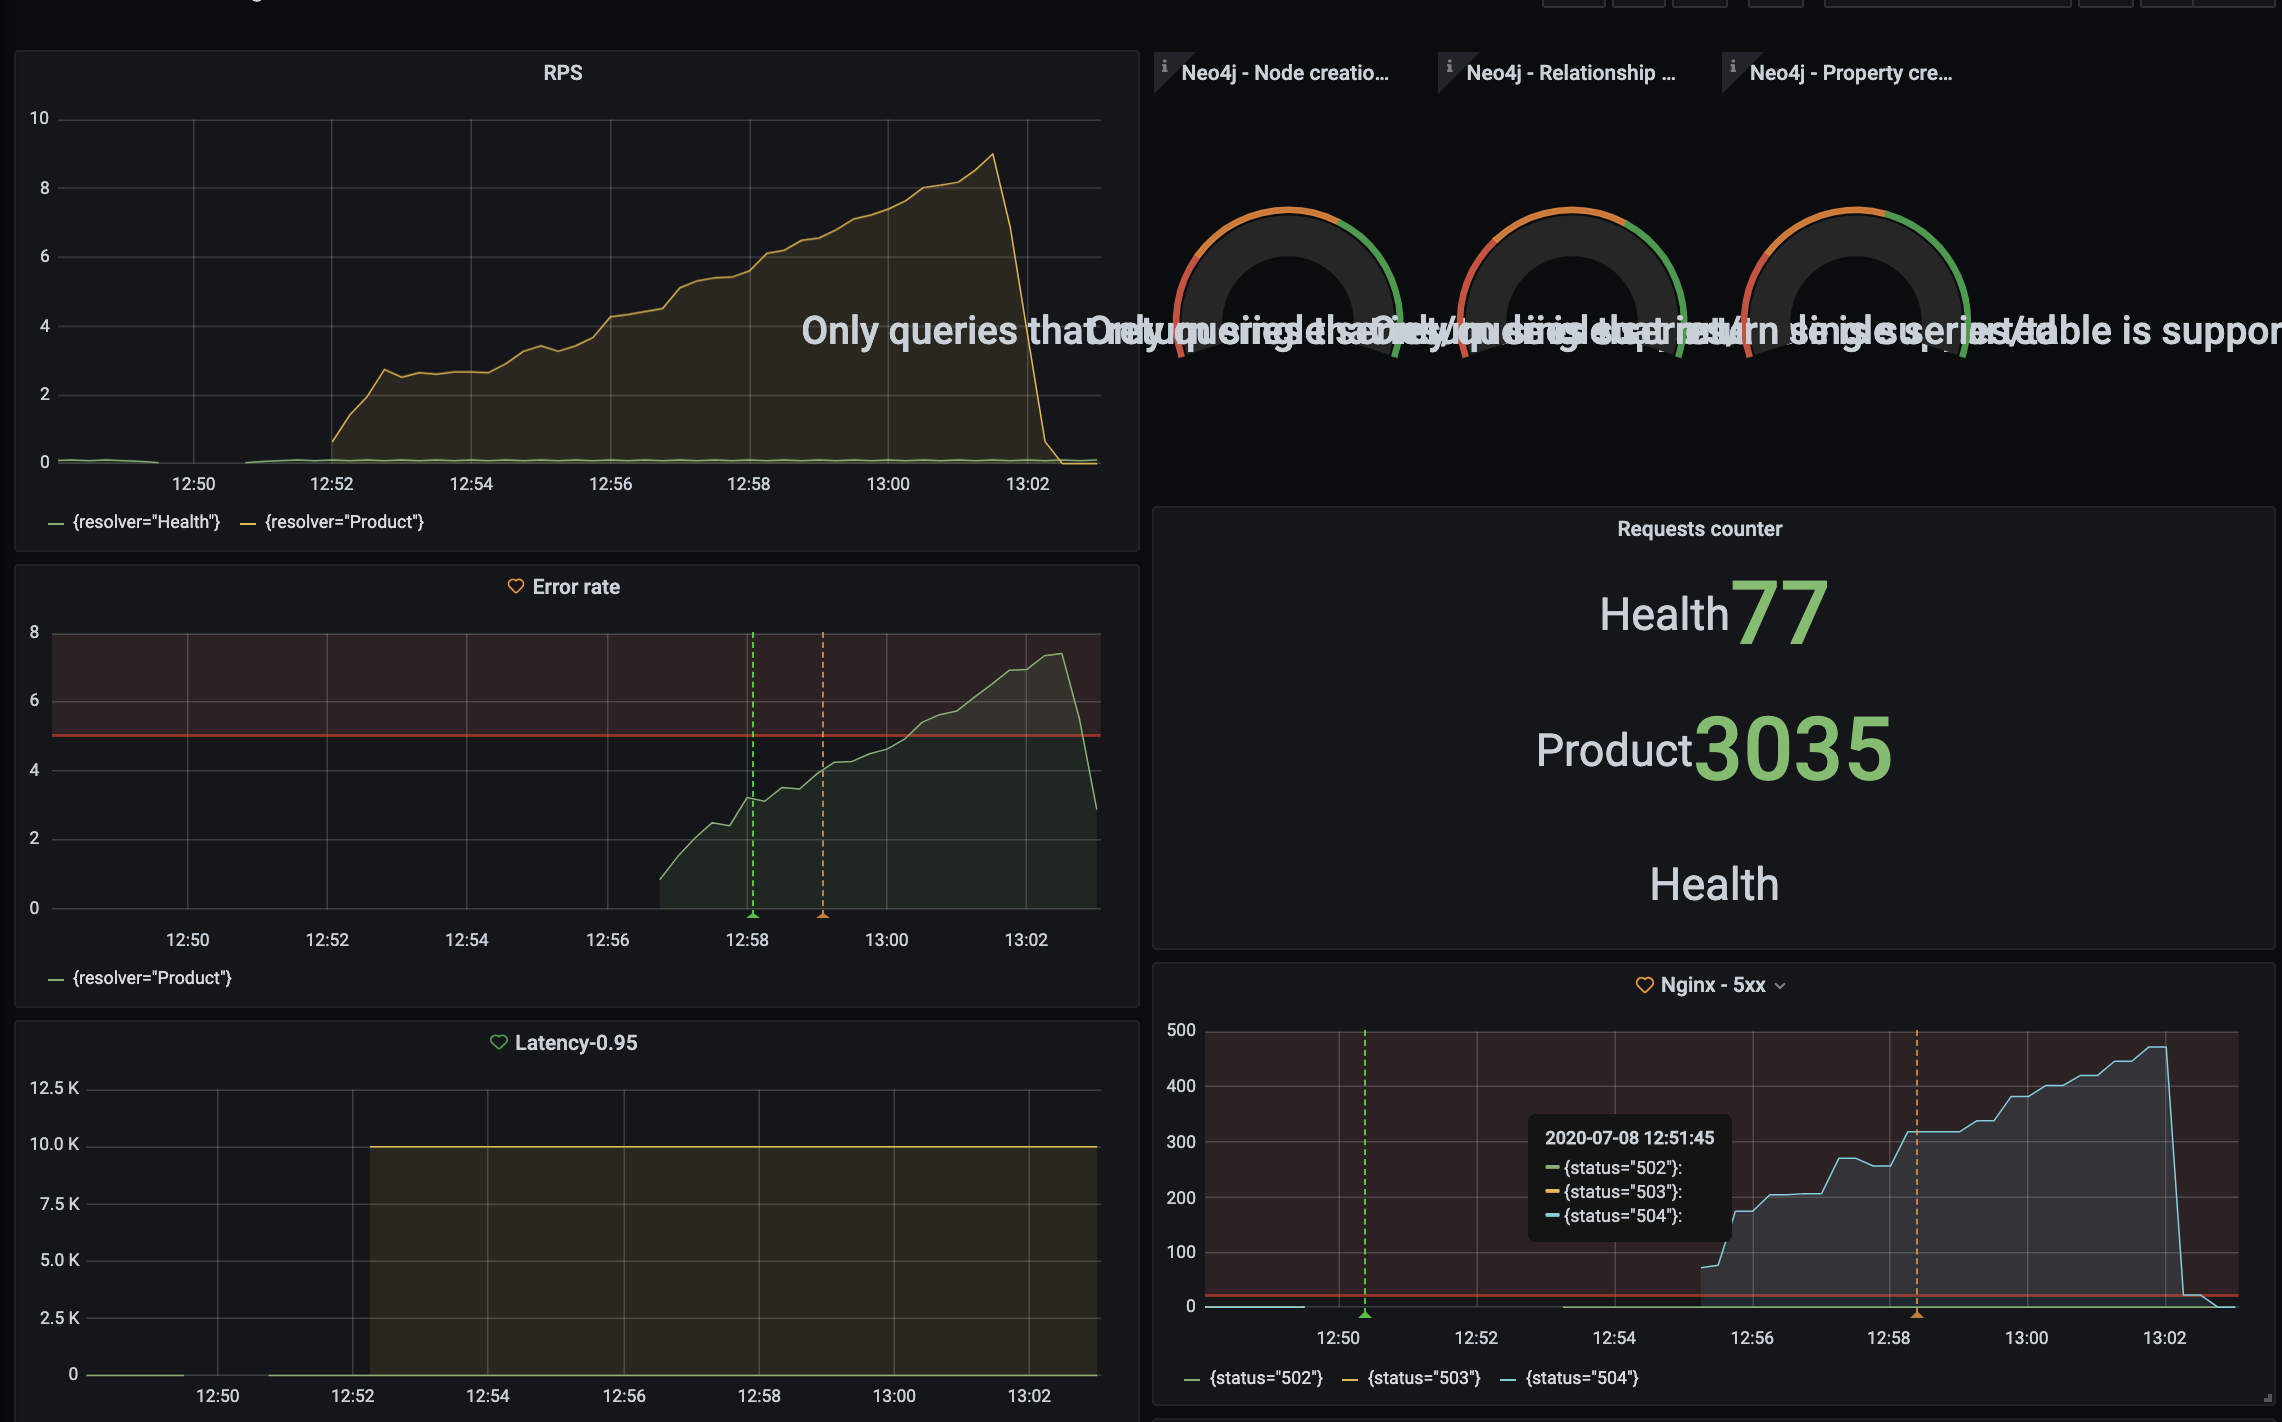 RPS
10
8
6
4
2
0
12:50 12:52 12:54 12:56 12:58 13:00 13:02
{resolver="Health"} {resolver="Product"}
i Neo4j - Node creatio...
i Neo4j - Relationship ...
i Neo4j - Property cre...
Only queries that return single series/table is suppor
Requests counter
Health 77
Product 3035
Health
Error rate
8
6
4
2
0
12:50 12:52 12:54 12:56 12:58 13:00 13:02
{resolver="Product"}
Latency-0.95
12.5 K
10.0 K
7.5 K
5.0 K
2.5 K
0
12:50 12:52 12:54 12:56 12:58 13:00 13:02
Nginx - 5xx
500
400
300
200
100
0
2020-07-08 12:51:45
{status="502"}:
{status="503"}:
{status="504"}:
12:50 12:52 12:54 12:56 12:58 13:00 13:02
{status="502"} {status="503"} {status="504"}